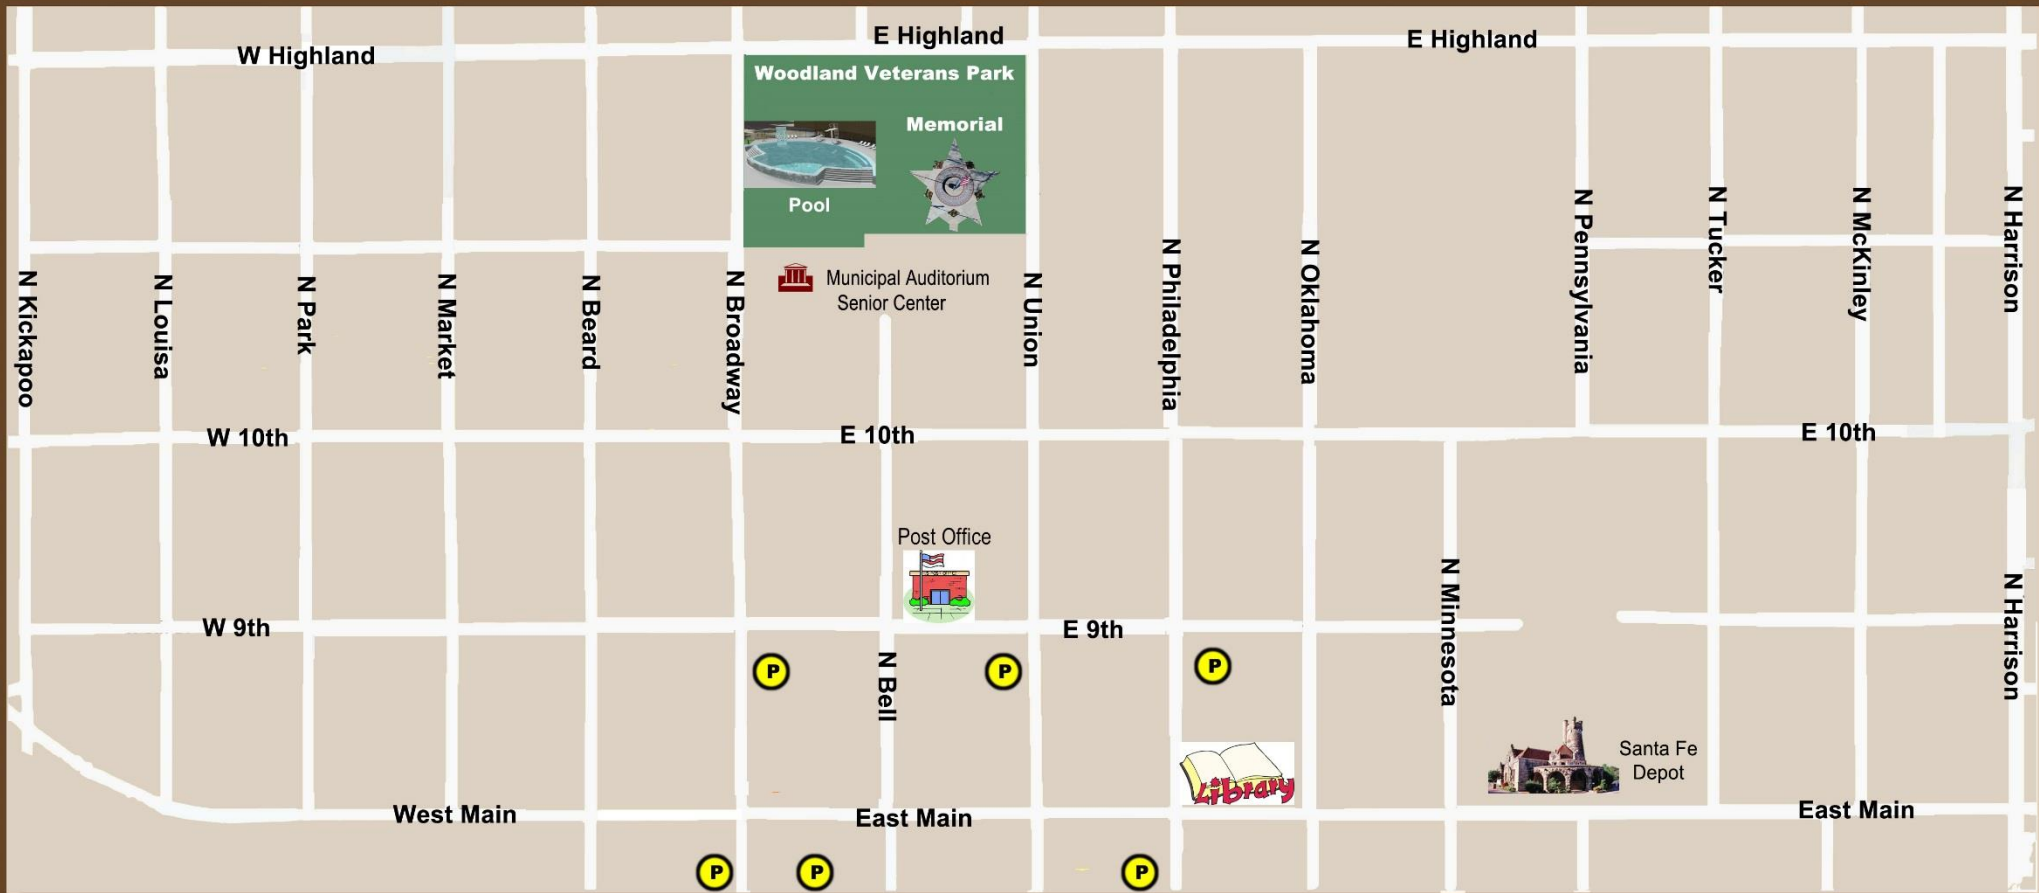 W Highland
E Highland
E Highland
Woodland Veterans Park
Memorial
Pool
Municipal Auditorium
Senior Center
N Kickapoo
N Louisa
N Park
N Market
N Beard
N Broadway
N Union
N Philadelphia
N Oklahoma
N Pennsylvania
N Tucker
N McKinley
N Harrison
W 10th
E 10th
E 10th
Post Office
W 9th
E 9th
P
P
P
N Bell
N Minnesota
N Harrison
Library
Santa Fe
Depot
West Main
East Main
East Main
P
P
P